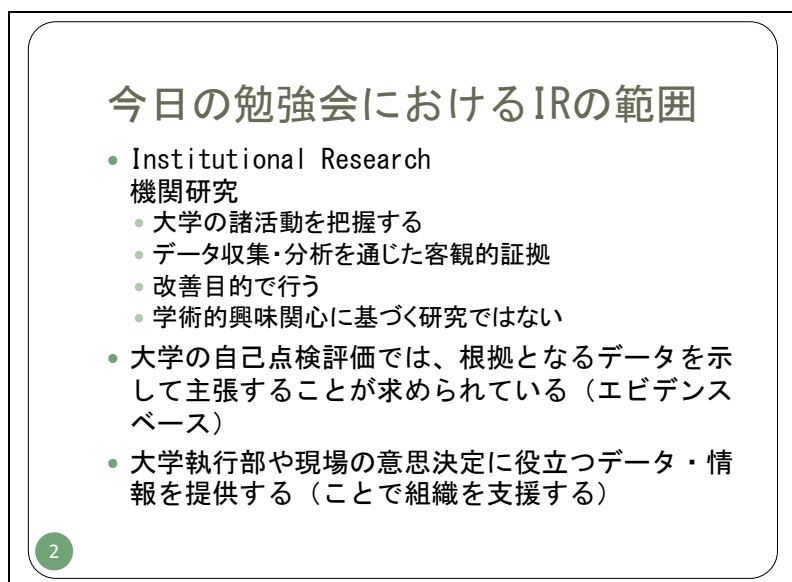 今日の勉強会におけるIRの範囲
• Institutional Research
機関研究
• 大学の諸活動を把握する
• データ収集・分析を通じた客観的証拠
• 改善目的で行う
• 学術的興味関心に基づく研究ではない
• 大学の自己点検評価では、根拠となるデータを示
して主張することが求められている（エビデンス
ベース）
• 大学執行部や現場の意思決定に役立つデータ・情
報を提供する（ことで組織を支援する）
2